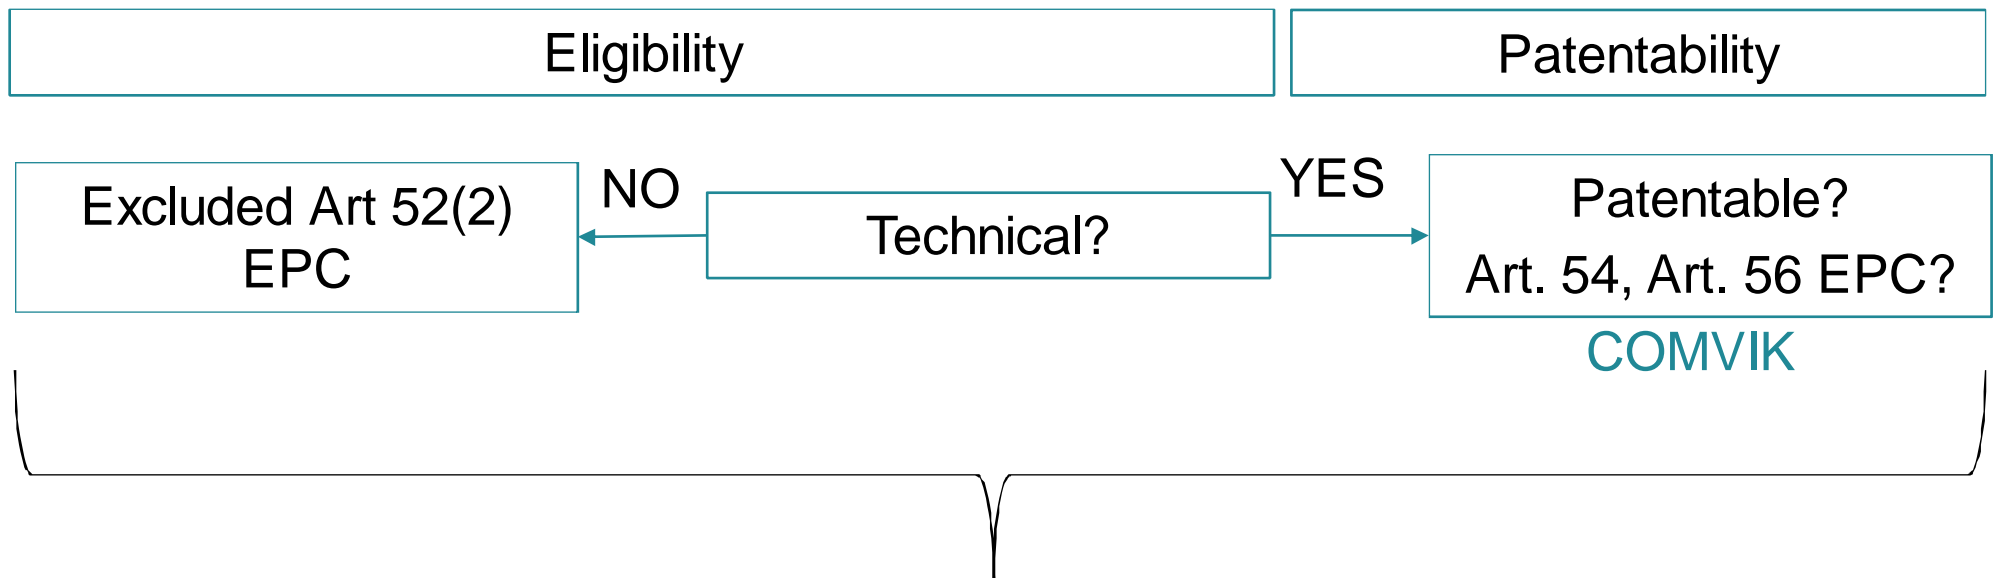 Eligibility
Patentability
Excluded Art 52(2)
EPC
NO
Technical?
YES
Patentable?
Art. 54, Art. 56 EPC?
COMVIK